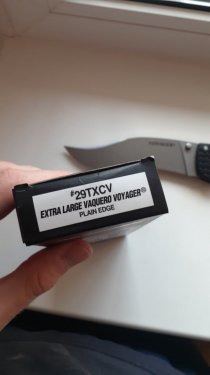 #29TXCV
EXTRA LARGE VAQUERO VOYAGER®
PLAIN EDGE